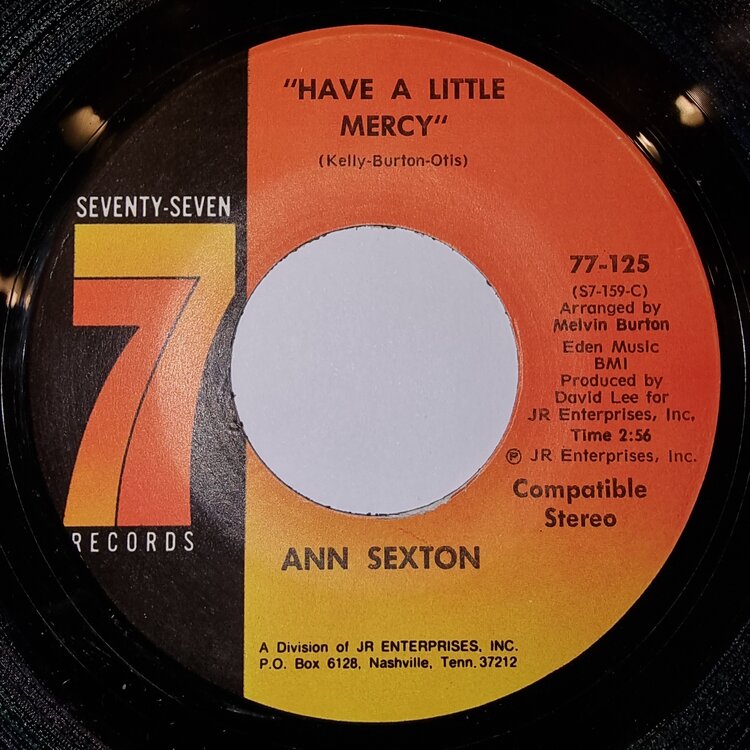 "HAVE A LITTLE
MERCY"
(Kelly-Burton-Otis)
SEVENTY-SEVEN
77
RECORDS
77-125
(S7-159-C)
Arranged by
Melvin Burton
Eden Music
BMI
Produced by
David Lee for
JR Enterprises, Inc.
Time 2:56
℗ JR Enterprises, Inc.
Compatible
Stereo
ANN SEXTON
A Division of JR ENTERPRISES, INC.
P.O. Box 6128, Nashville, Tenn. 37212